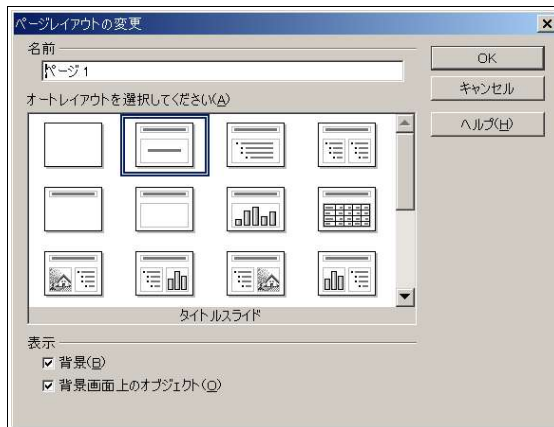 ページレイアウトの変更
名前
ページ 1
オートレイアウトを選択してください(A)
タイトルスライド
表示
背景(B)
背景画面上のオブジェクト(O)
OK
キャンセル
ヘルプ(H)